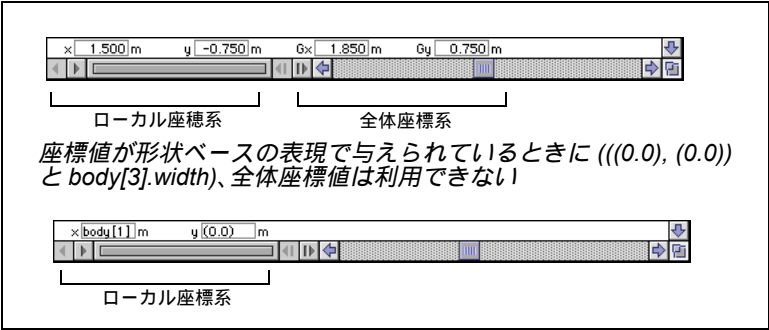 x 1.500 m y -0.750 m Gx 1.850 m Gy 0.750 m
ローカル座穂系 全体座標系
座標値が形状ベースの表現で与えられているときに (((0.0), (0.0))
と body[3].width)、全体座標値は利用できない
x body[1] m y (0.0) m
ローカル座標系